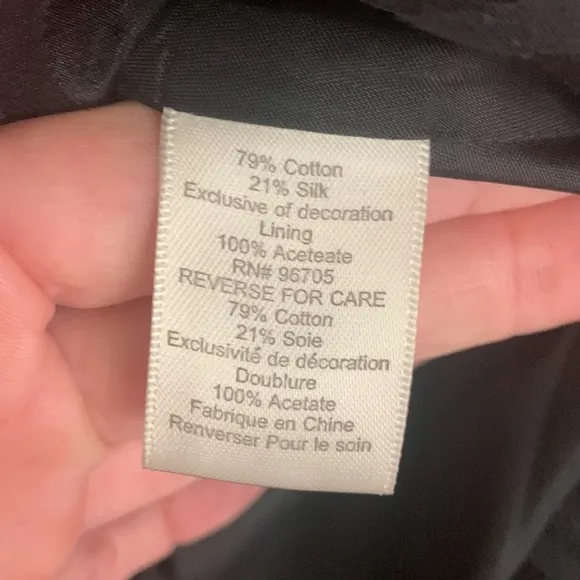 79% Cotton
21% Silk
Exclusive of decoration
Lining
100% Aceteate
RN# 96705
REVERSE FOR CARE
79% Cotton
21% Soie
Exclusivité de décoration
Doublure
100% Acetate
Fabrique en Chine
Renverser Pour le soin